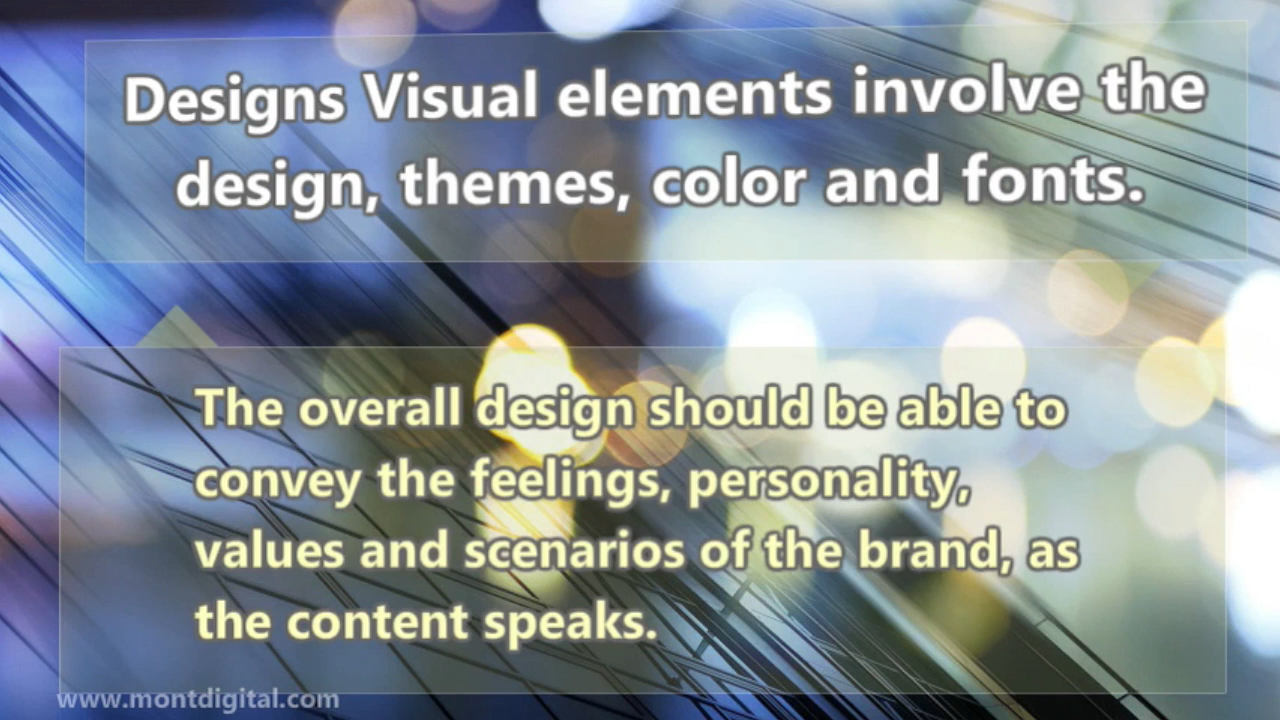 Designs Visual elements involve the
design, themes, color and fonts.
The overall design should be able to
convey the feelings, personality,
values and scenarios of the brand, as
the content speaks.
www.montdigital.com